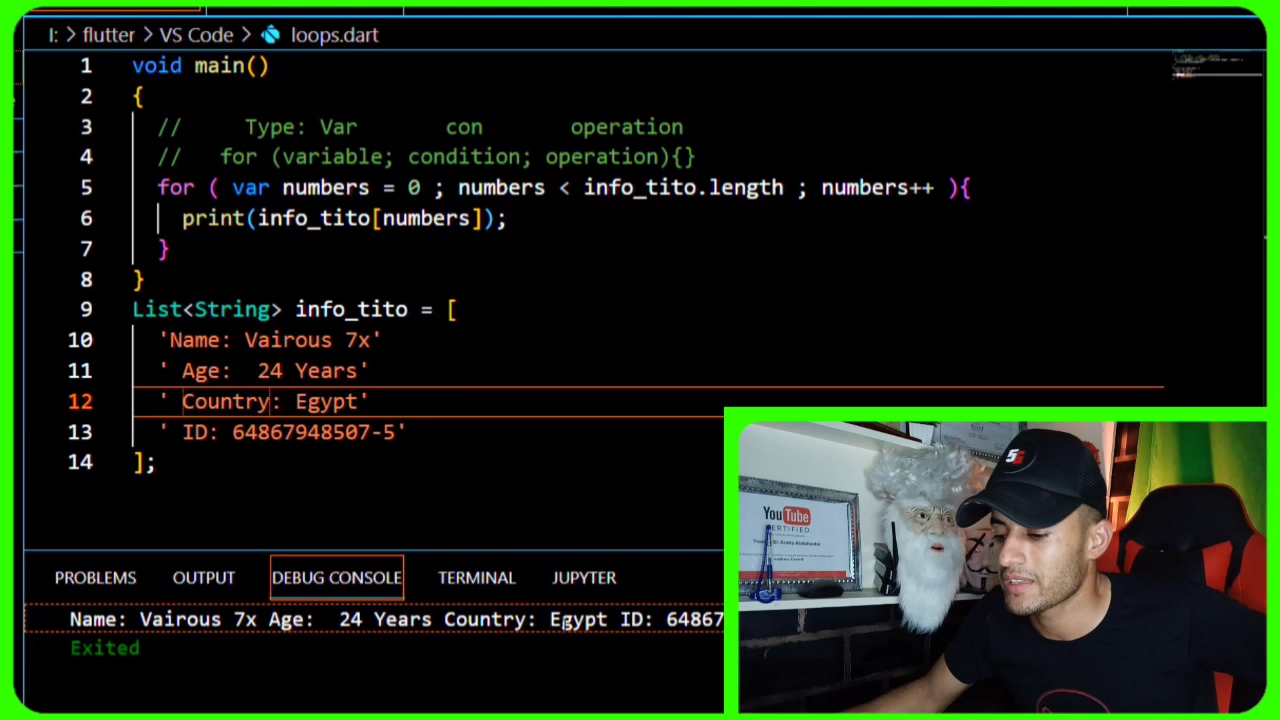 I: > flutter > VS Code > loops.dart
1 void main()
2 {
3 // Type: Var con operation
4 // for (variable; condition; operation){}
5 for ( var numbers = 0 ; numbers < info_tito.length ; numbers++ ){
6 print(info_tito[numbers]);
7 }
8 }
9 List<String> info_tito = [
10 'Name: Vairous 7x'
11 ' Age:  24 Years'
12 ' Country: Egypt'
13 ' ID: 64867948507-5'
14 ];
PROBLEMS OUTPUT DEBUG CONSOLE TERMINAL JUPYTER
Name: Vairous 7x Age:  24 Years Country: Egypt ID: 64867
Exited
YouTube
CERTIFIED